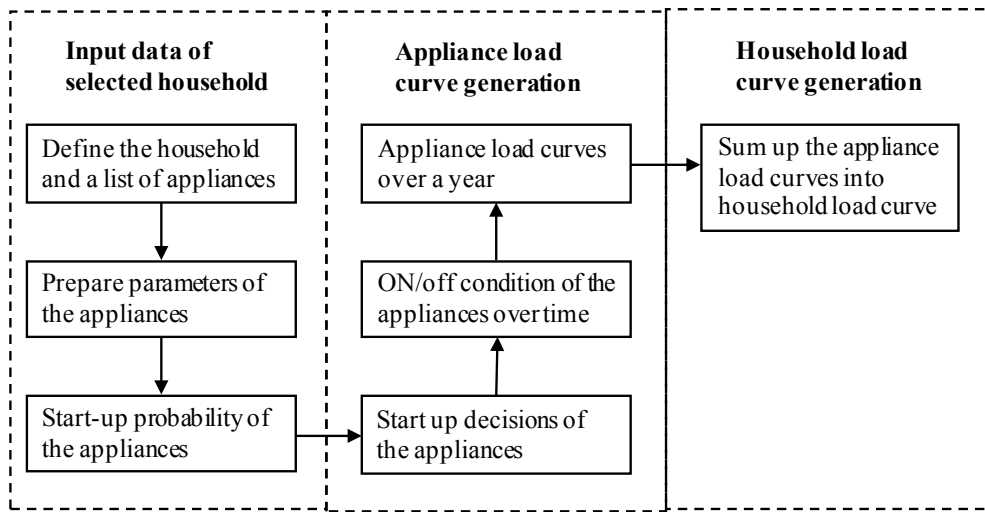 Input data of
selected household
Define the household
and a list of appliances
Prepare parameters of
the appliances
Start-up probability of
the appliances
Appliance load
curve generation
Appliance load curves
over a year
ON/off condition of the
appliances over time
Start up decisions of
the appliances
Household load
curve generation
Sum up the appliance
load curves into
household load curve